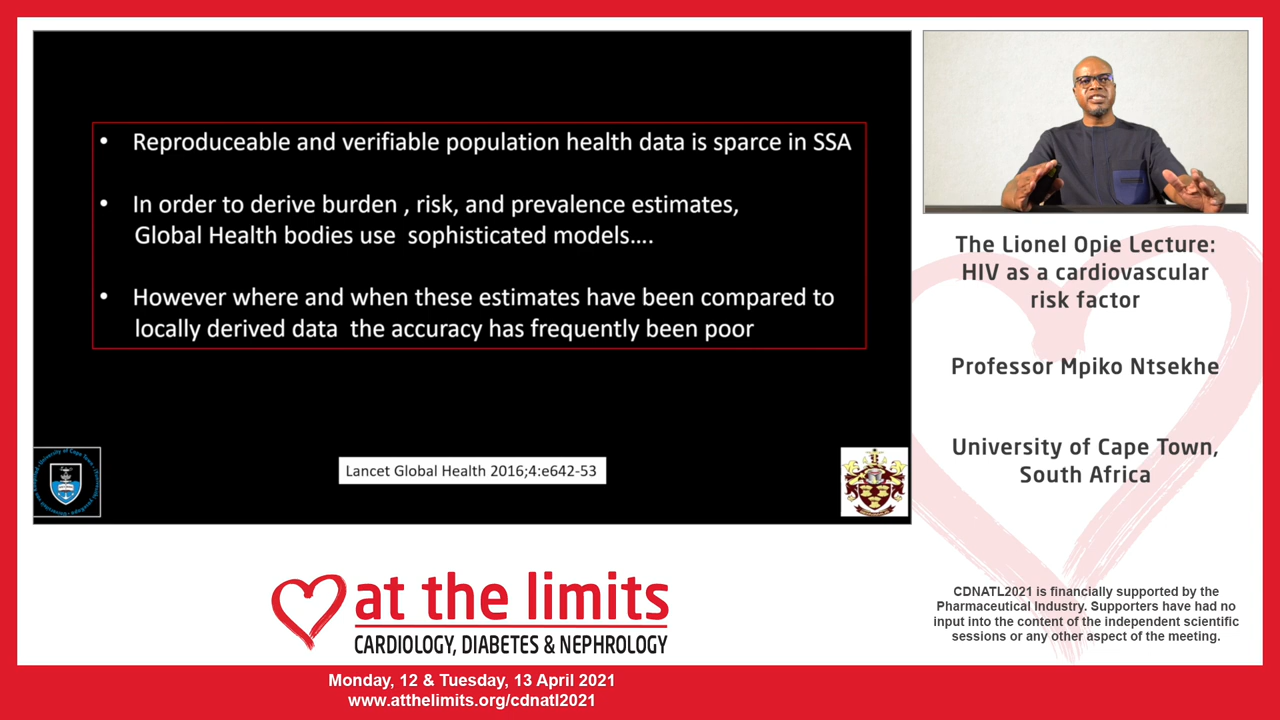 • Reproduceable and verifiable population health data is sparce in SSA
• In order to derive burden , risk, and prevalence estimates,
Global Health bodies use sophisticated models....
• However where and when these estimates have been compared to
locally derived data the accuracy has frequently been poor
Lancet Global Health 2016;4:e642-53
The Lionel Opie Lecture:
HIV as a cardiovascular
risk factor
Professor Mpiko Ntsekhe
University of Cape Town,
South Africa
CDNATL2021 is financially supported by the
Pharmaceutical Industry. Supporters have had no
input into the content of the independent scientific
sessions or any other aspect of the meeting.
at the limits
CARDIOLOGY, DIABETES & NEPHROLOGY
Monday, 12 & Tuesday, 13 April 2021
www.atthelimits.org/cdnatl2021